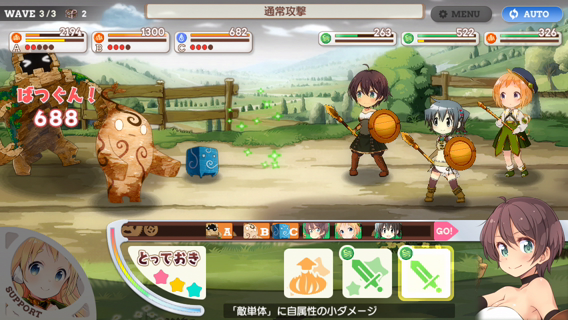 WAVE 3/3
2
通常攻撃
MENU
AUTO
2194
A
1300
B
682
C
263
522
326
ばつぐん!
688
A
B
C
GO!
とっておき
SUPPORT
「敵単体」に自属性の小ダメージ